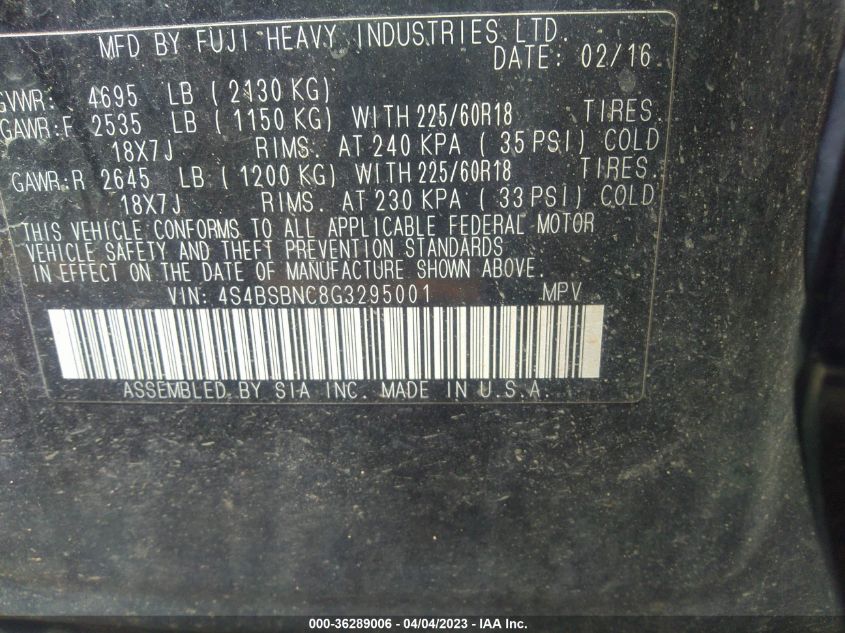 MFD BY FUJI HEAVY INDUSTRIES LTD.
DATE: 02/16
GVWR: 4695 LB ( 2130 KG)
GAWR:F 2535 LB ( 1150 KG) WITH 225/60R18 TIRES.
18X7J RIMS. AT 240 KPA ( 35 PSI) COLD
GAWR:R 2645 LB ( 1200 KG) WITH 225/60R18 TIRES.
18X7J RIMS. AT 230 KPA ( 33 PSI) COLD
THIS VEHICLE CONFORMS TO ALL APPLICABLE FEDERAL MOTOR
VEHICLE SAFETY AND THEFT PREVENTION STANDARDS
IN EFFECT ON THE DATE OF MANUFACTURE SHOWN ABOVE.
VIN: 4S4BSBNC8G3295001 MPV
ASSEMBLED BY SIA INC. MADE IN U.S.A.
000-36289006 - 04/04/2023 - IAA Inc.